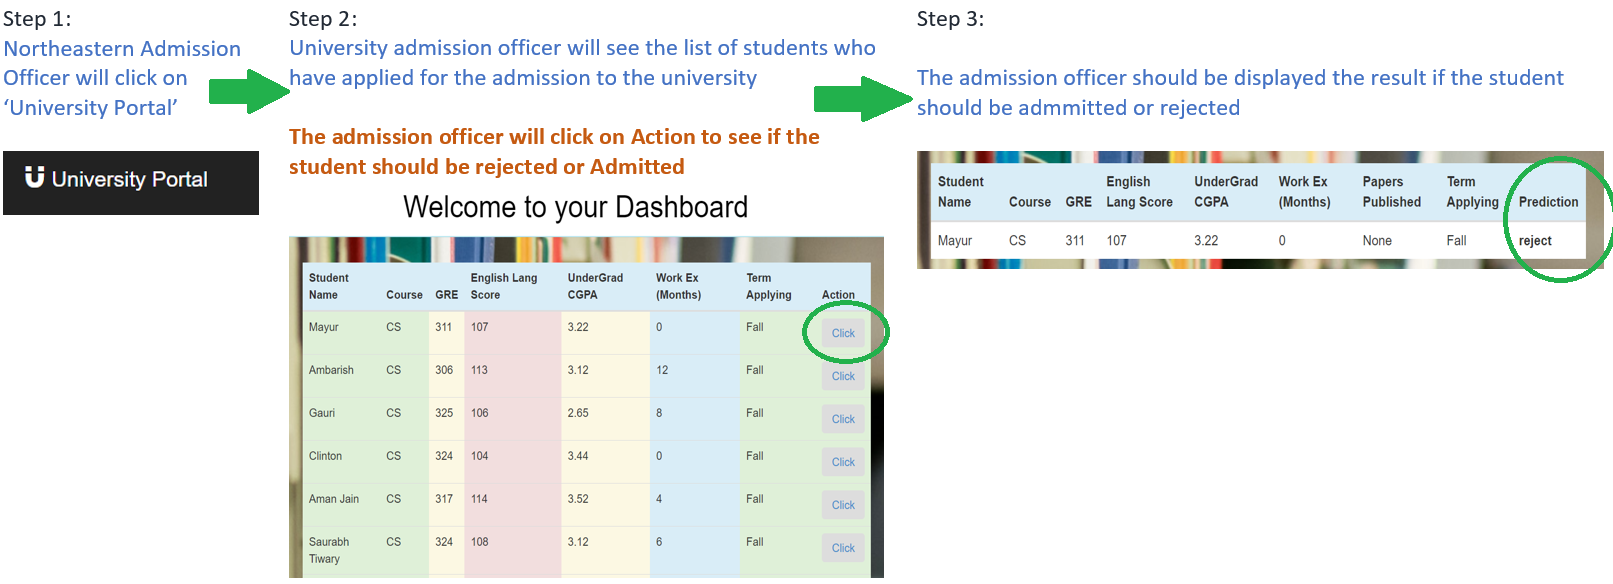 Step 1:
Northeastern Admission
Officer will click on
‘University Portal’
University Portal
Step 2:
University admission officer will see the list of students who
have applied for the admission to the university
The admission officer will click on Action to see if the
student should be rejected or Admitted
Welcome to your Dashboard
Student Name Course GRE English Lang Score UnderGrad CGPA Work Ex (Months) Term Applying Action
Mayur CS 311 107 3.22 0 Fall Click
Ambarish CS 306 113 3.12 12 Fall Click
Gauri CS 325 106 2.65 8 Fall Click
Clinton CS 324 104 3.44 0 Fall Click
Aman Jain CS 317 114 3.52 4 Fall Click
Saurabh Tiwary CS 324 108 3.12 6 Fall Click
Step 3:
The admission officer should be displayed the result if the student
should be admmitted or rejected
Student Name Course GRE English Lang Score UnderGrad CGPA Work Ex (Months) Papers Published Term Applying Prediction
Mayur CS 311 107 3.22 0 None Fall reject